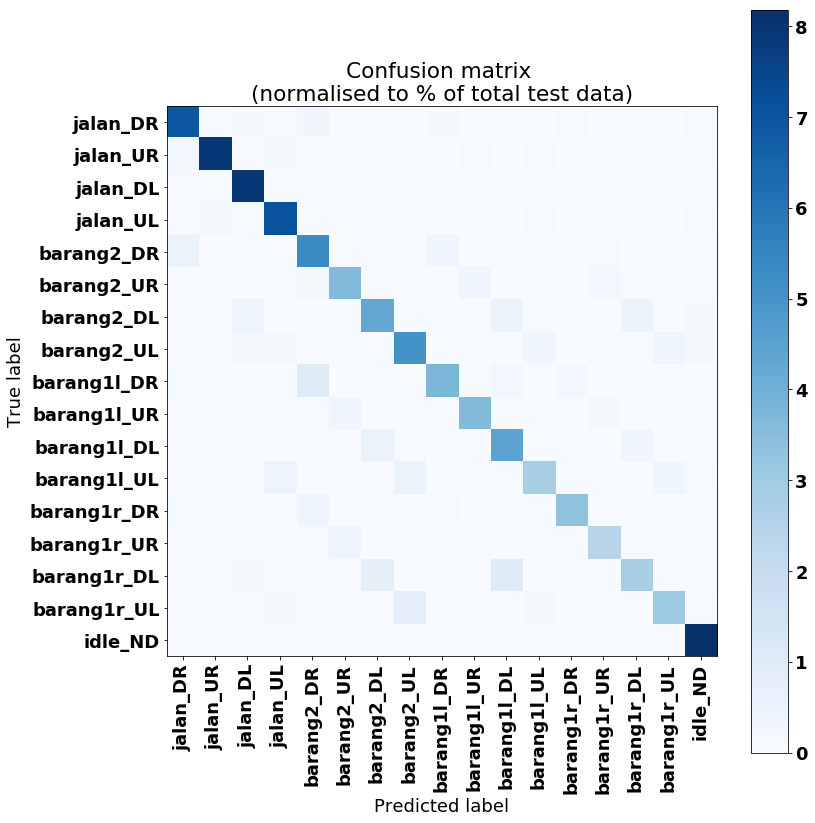 Confusion matrix
(normalised to % of total test data)
True label
jalan_DR
jalan_UR
jalan_DL
jalan_UL
barang2_DR
barang2_UR
barang2_DL
barang2_UL
barang1l_DR
barang1l_UR
barang1l_DL
barang1l_UL
barang1r_DR
barang1r_UR
barang1r_DL
barang1r_UL
idle_ND
jalan_DR
jalan_UR
jalan_DL
jalan_UL
barang2_DR
barang2_UR
barang2_DL
barang2_UL
barang1l_DR
barang1l_UR
barang1l_DL
barang1l_UL
barang1r_DR
barang1r_UR
barang1r_DL
barang1r_UL
idle_ND
Predicted label
8
7
6
5
4
3
2
1
0